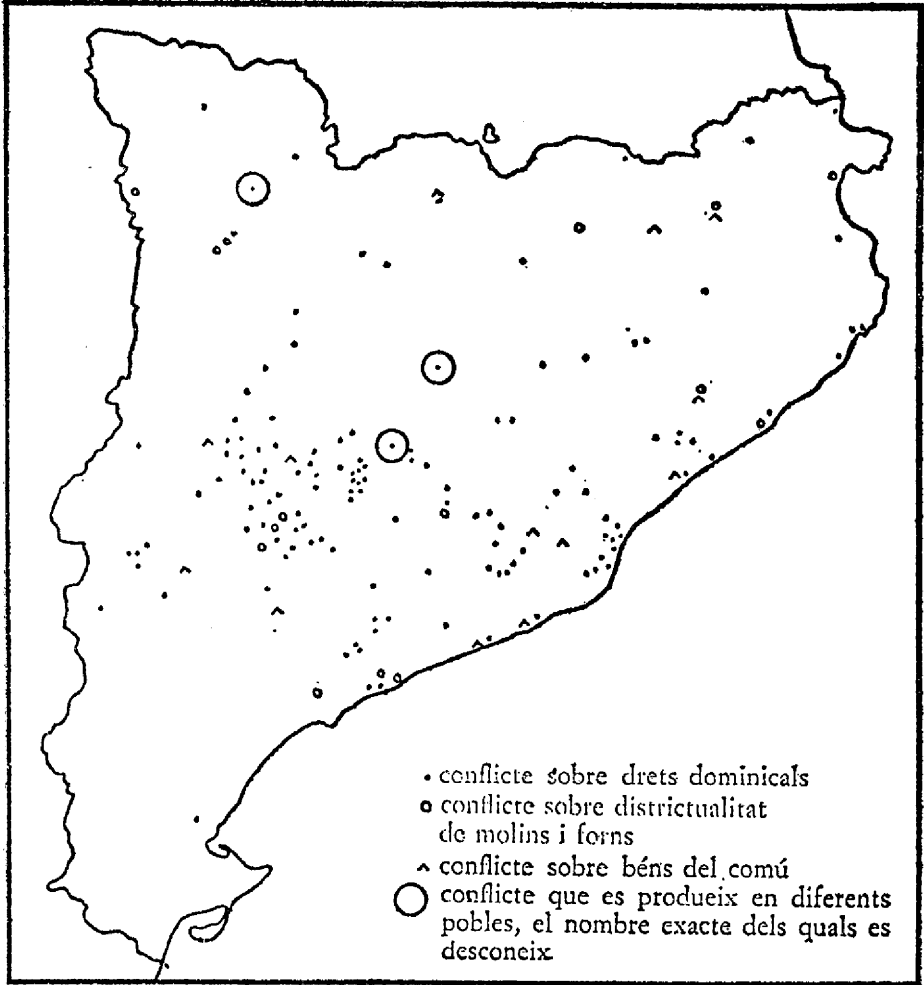 conflicte sobre drets dominicals
conflicte sobre districtualitat
de molins i forns
conflicte sobre béns del comú
conflicte que es produeix en diferents
pobles, el nombre exacte dels quals es
desconeix.